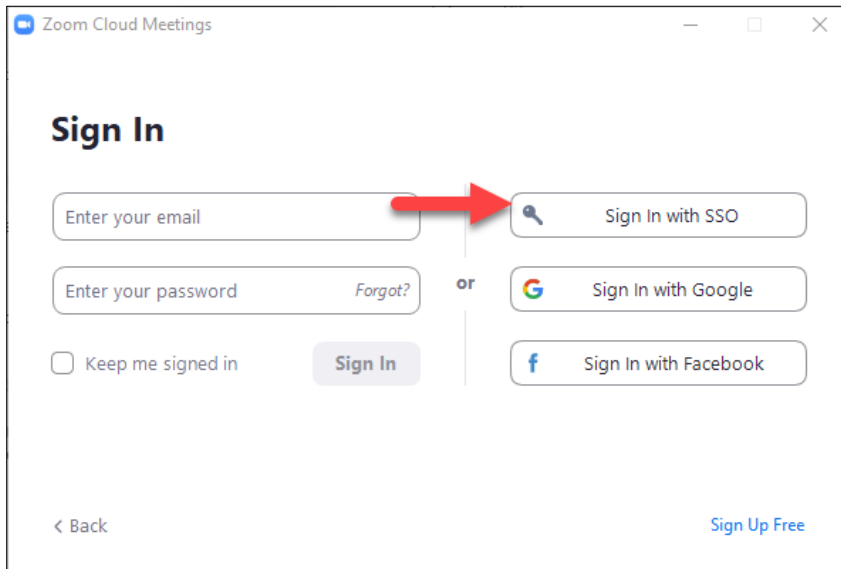 Zoom Cloud Meetings
Sign In
Enter your email
Enter your password
Forgot?
Keep me signed in
Sign In
or
Sign In with SSO
Sign In with Google
Sign In with Facebook
< Back
Sign Up Free